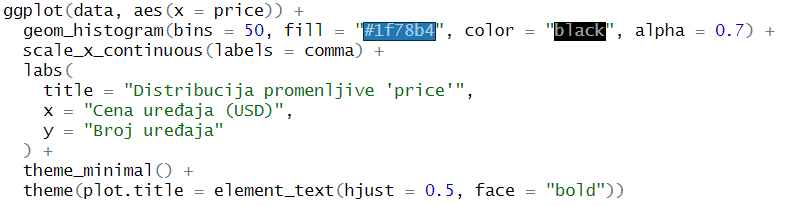 ggplot(data, aes(x = price)) +
  geom_histogram(bins = 50, fill = "#1f78b4", color = "black", alpha = 0.7) +
  scale_x_continuous(labels = comma) +
  labs(
    title = "Distribucija promenljive 'price'",
    x = "Cena uređaja (USD)",
    y = "Broj uređaja"
  ) +
  theme_minimal() +
  theme(plot.title = element_text(hjust = 0.5, face = "bold"))